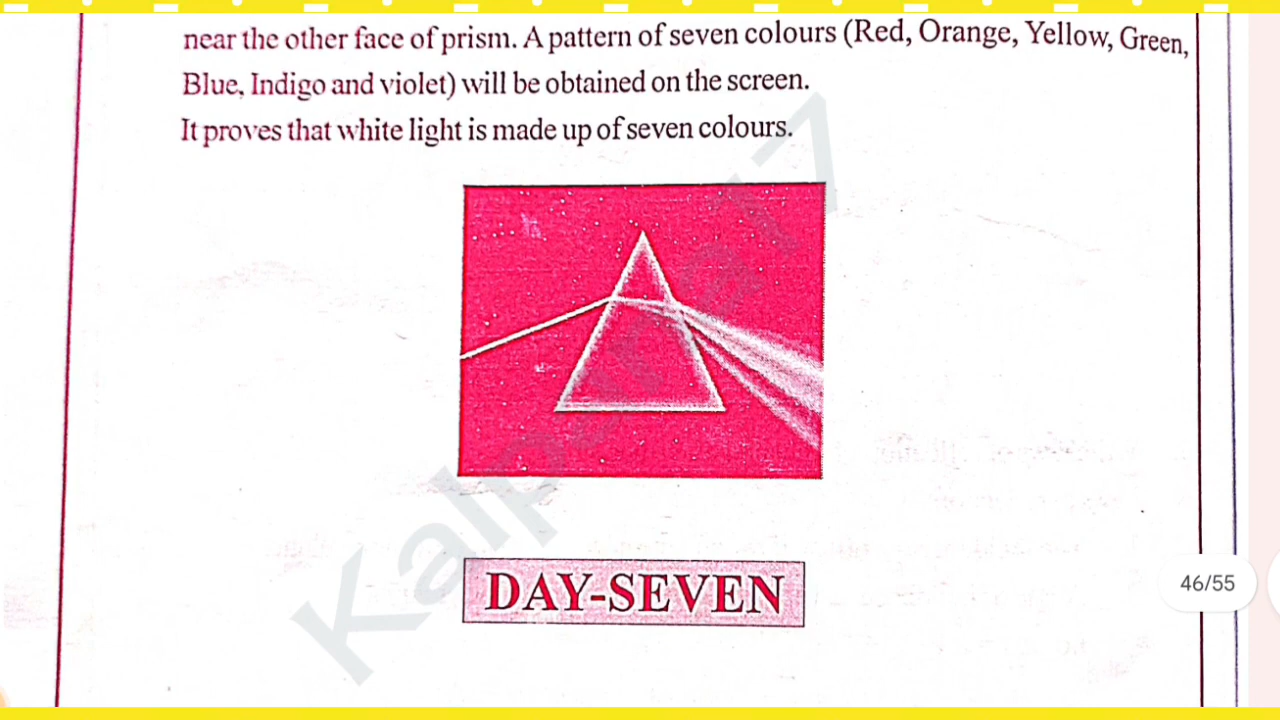 near the other face of prism. A pattern of seven colours (Red, Orange, Yellow, Green,
Blue, Indigo and violet) will be obtained on the screen.
It proves that white light is made up of seven colours.
DAY-SEVEN
46/55